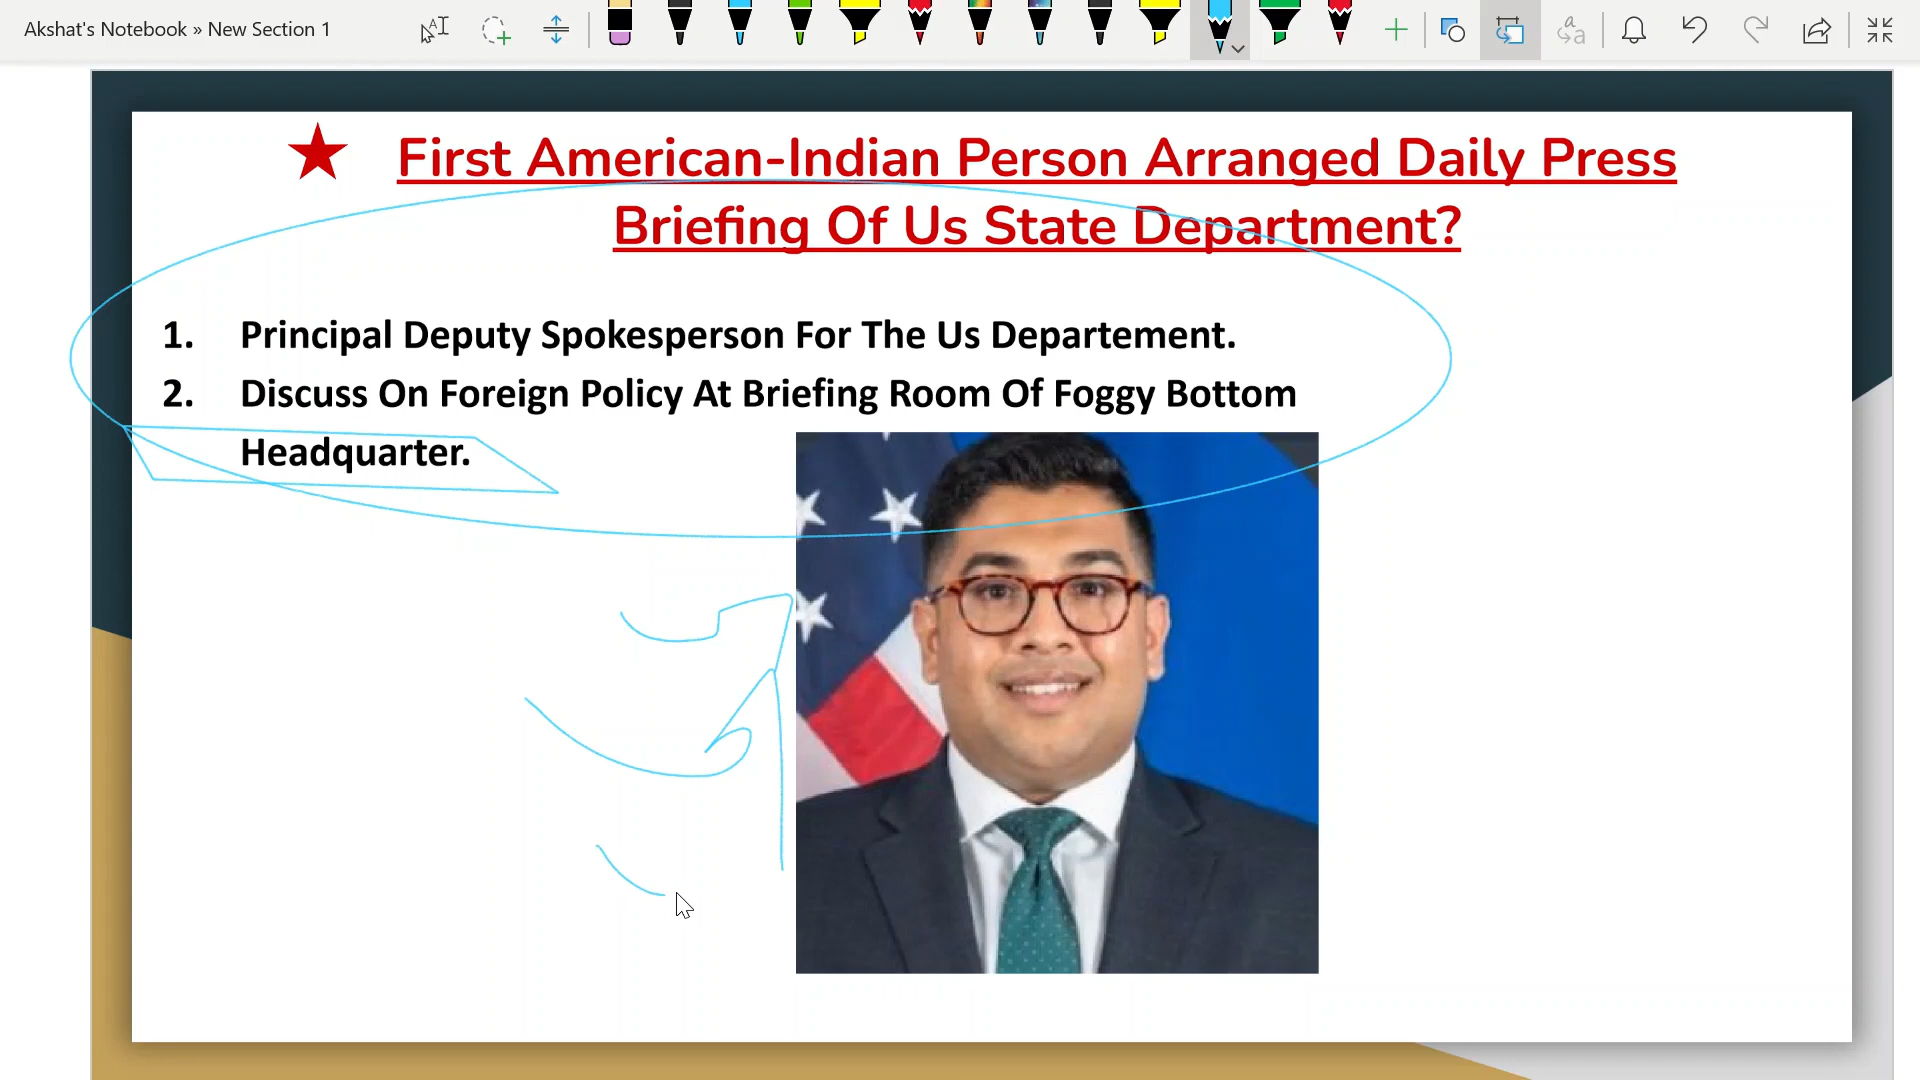 Akshat's Notebook » New Section 1
First American-Indian Person Arranged Daily Press
Briefing Of Us State Department?
1. Principal Deputy Spokesperson For The Us Departement.
2. Discuss On Foreign Policy At Briefing Room Of Foggy Bottom
Headquarter.